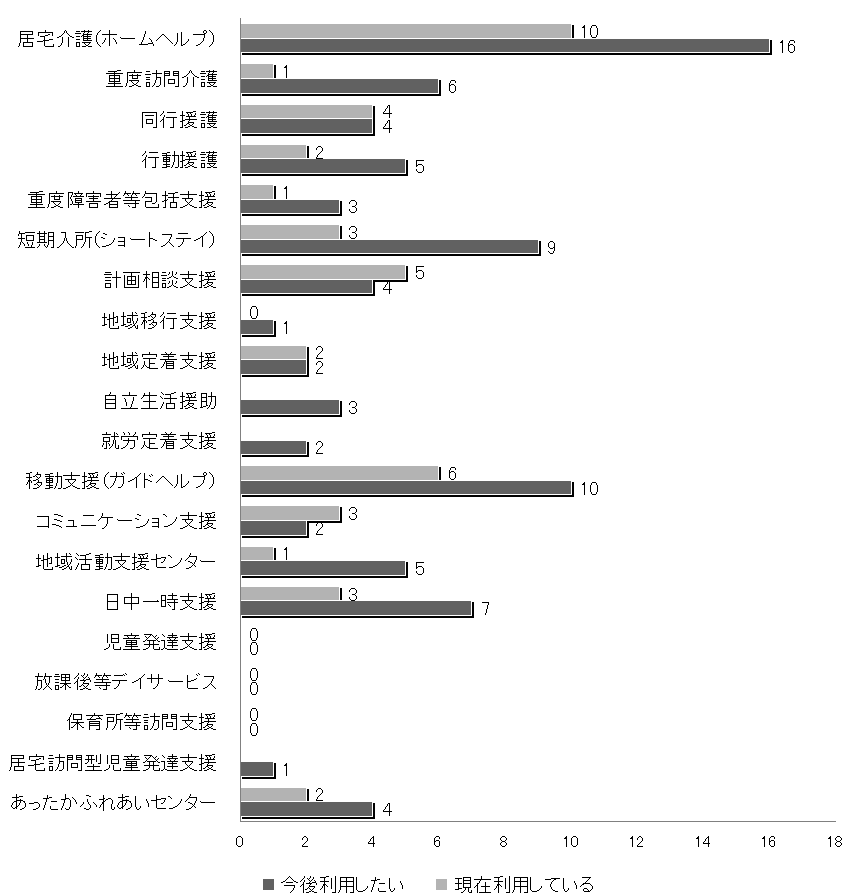 居宅介護(ホームヘルプ) 10 16
重度訪問介護 1 6
同行援護 4 4
行動援護 2 5
重度障害者等包括支援 1 3
短期入所(ショートステイ) 3 9
計画相談支援 5 4
地域移行支援 0 1
地域定着支援 2 2
自立生活援助 3
就労定着支援 2
移動支援(ガイドヘルプ) 6 10
コミュニケーション支援 3 2
地域活動支援センター 1 5
日中一時支援 3 7
児童発達支援 0 0
放課後等デイサービス 0 0
保育所等訪問支援 0 0
居宅訪問型児童発達支援 1
あったかふれあいセンター 2 4
0 2 4 6 8 10 12 14 16 18
今後利用したい 現在利用している